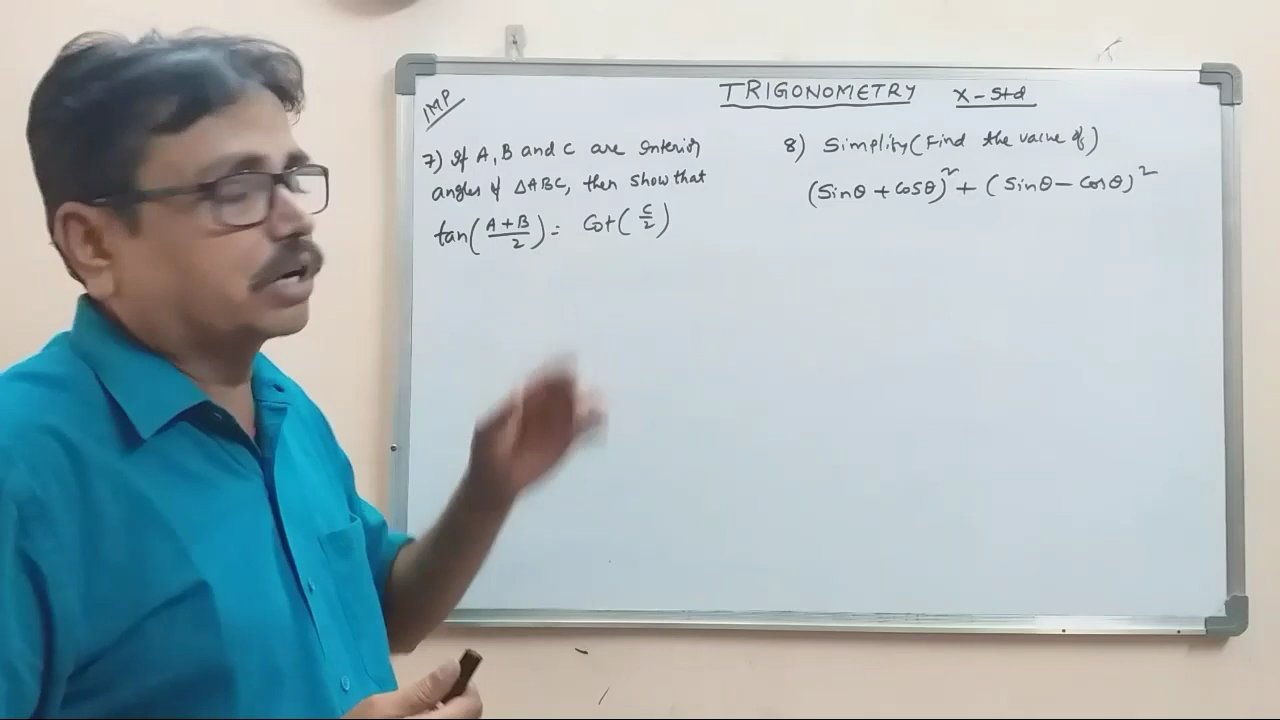 IMP
TRIGONOMETRY X-Std
7) If A, B and C are Interior
angles of ΔABC, then show that
tan(A+B/2) = Cot(C/2)
8) Simplify (Find the value of)
(Sinθ + Cosθ)² + (Sinθ - Cosθ)²